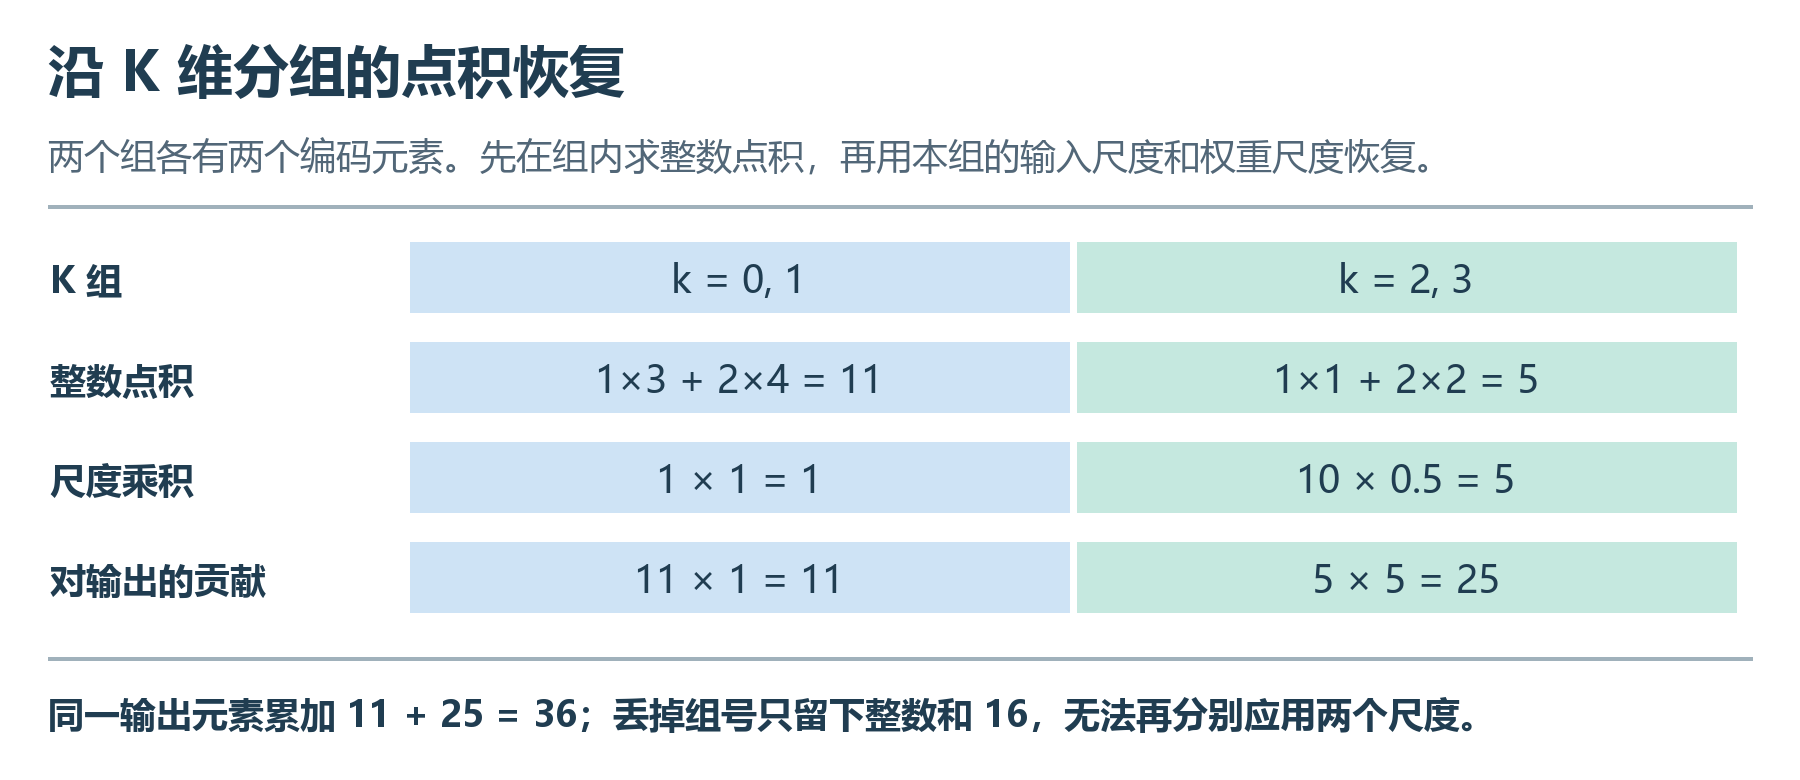 沿 K 维分组的点积恢复
两个组各有两个编码元素。先在组内求整数点积，再用本组的输入尺度和权重尺度恢复。
K 组 k = 0, 1 k = 2, 3
整数点积 1×3 + 2×4 = 11 1×1 + 2×2 = 5
尺度乘积 1 × 1 = 1 10 × 0.5 = 5
对输出的贡献 11 × 1 = 11 5 × 5 = 25
同一输出元素累加 11 + 25 = 36；丢掉组号只留下整数和 16，无法再分别应用两个尺度。